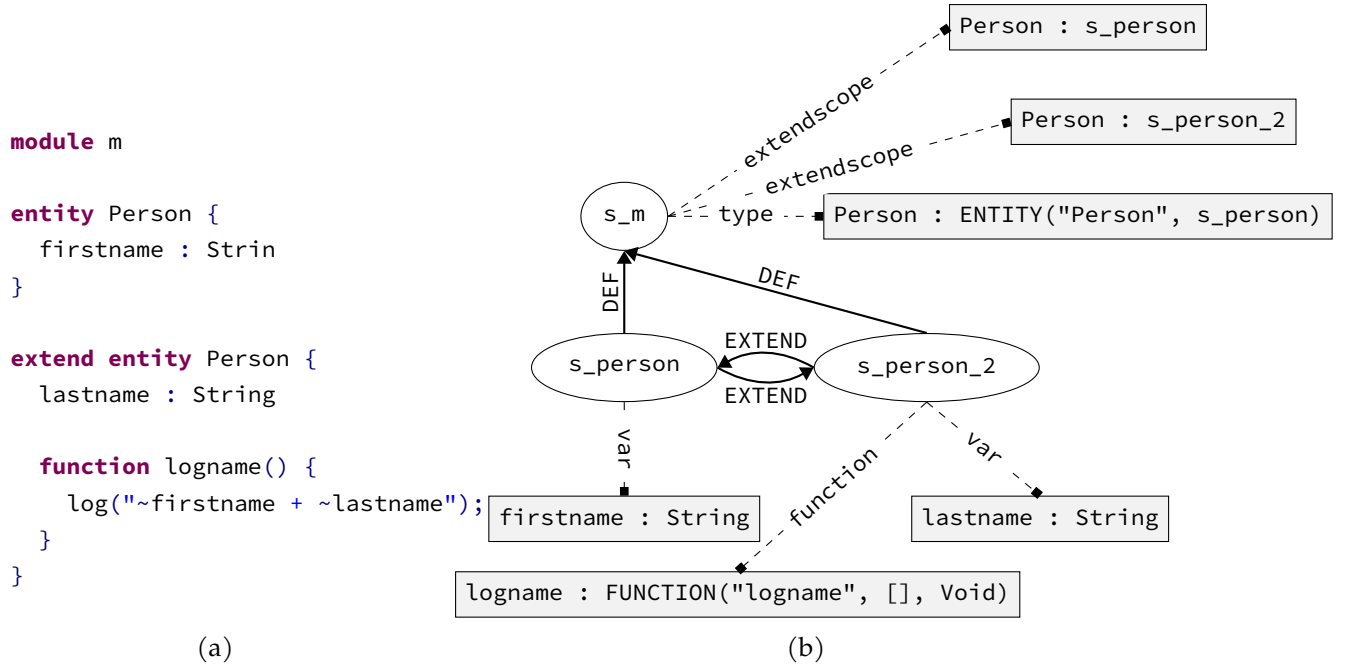 module m
entity Person {
firstname : Strin
}
extend entity Person {
lastname : String
function logname() {
log("~firstname + ~lastname");
}
}
(a)
Person : s_person
extendscope
Person : s_person_2
extendscope
s_m
type
Person : ENTITY("Person", s_person)
DEF
DEF
s_person
EXTEND
EXTEND
s_person_2
var
function
var
firstname : String
lastname : String
logname : FUNCTION("logname", [], Void)
(b)